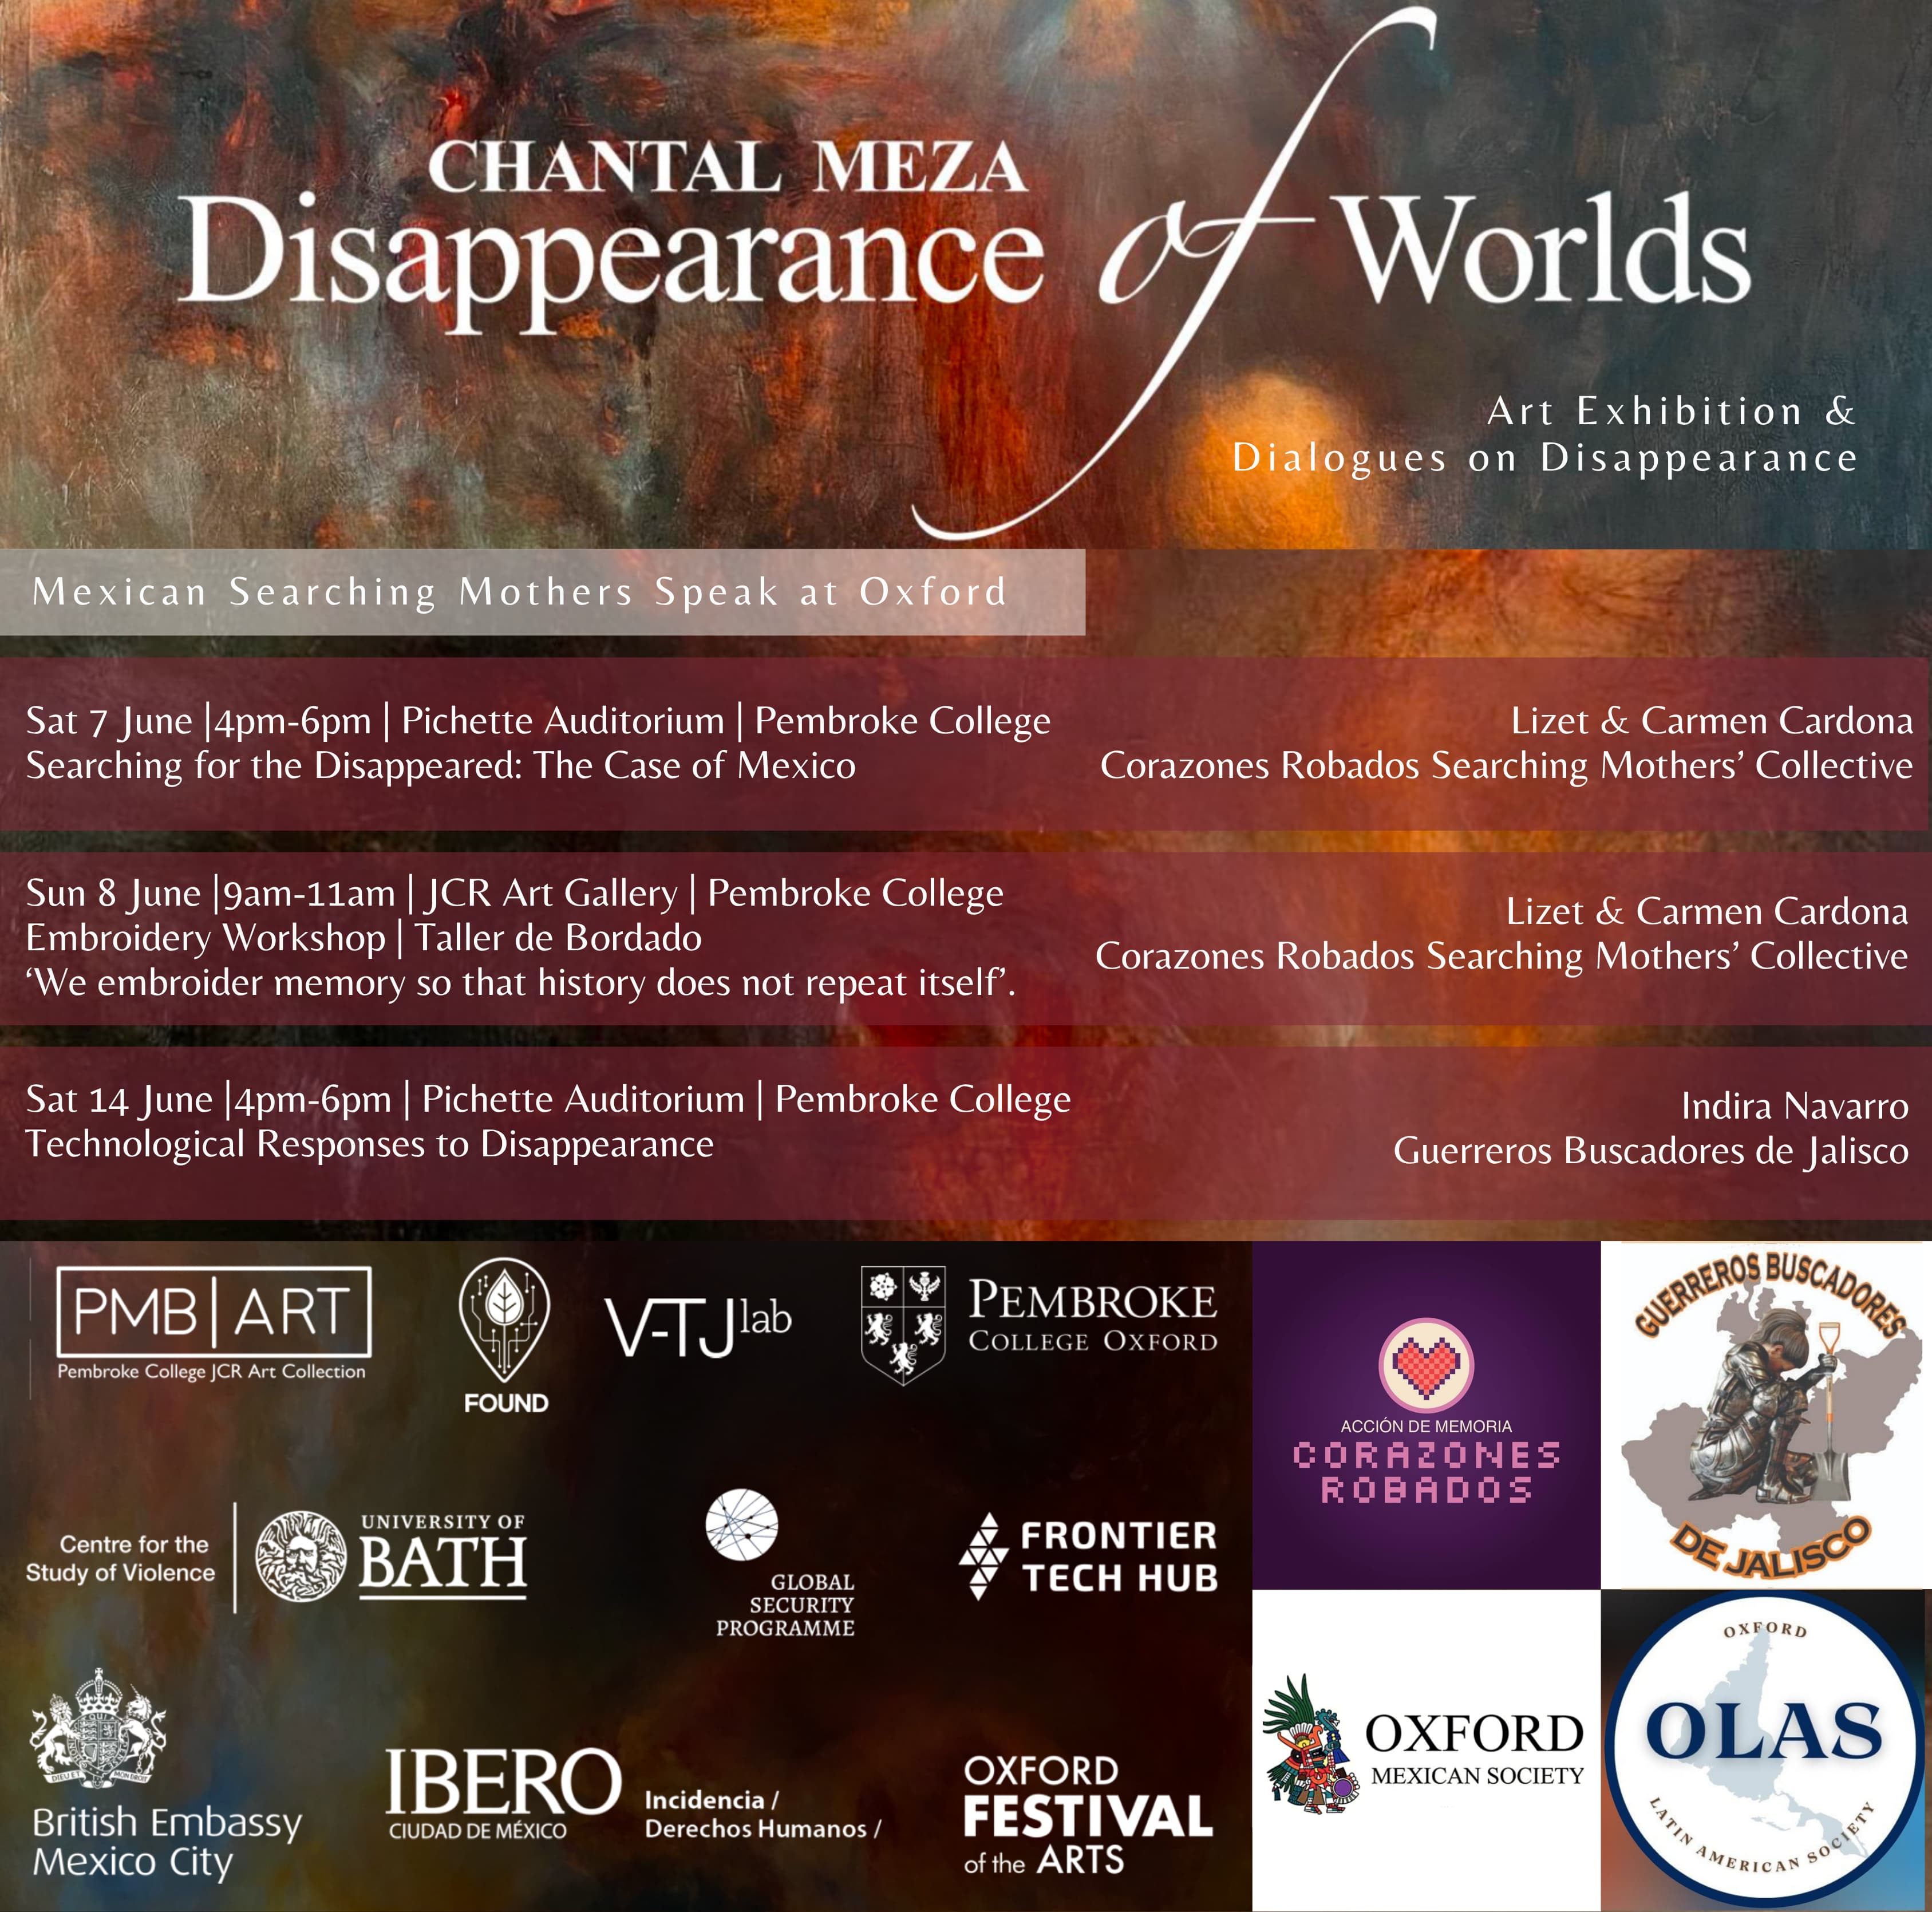 CHANTAL MEZA
Disappearance of Worlds
Art Exhibition &
Dialogues on Disappearance
Mexican Searching Mothers Speak at Oxford
Sat 7 June |4pm-6pm | Pichette Auditorium | Pembroke College
Searching for the Disappeared: The Case of Mexico
Lizet & Carmen Cardona
Corazones Robados Searching Mothers’ Collective
Sun 8 June |9am-11am | JCR Art Gallery | Pembroke College
Embroidery Workshop | Taller de Bordado
‘We embroider memory so that history does not repeat itself’.
Lizet & Carmen Cardona
Corazones Robados Searching Mothers’ Collective
Sat 14 June |4pm-6pm | Pichette Auditorium | Pembroke College
Technological Responses to Disappearance
Indira Navarro
Guerreros Buscadores de Jalisco
PMB|ART
Pembroke College JCR Art Collection
FOUND
V-TJlab
PEMBROKE
COLLEGE OXFORD
ACCIÓN DE MEMORIA
CORAZONES
ROBADOS
GUERREROS BUSCADORES
DE JALISCO
Centre for the
Study of Violence
UNIVERSITY OF
BATH
GLOBAL
SECURITY
PROGRAMME
FRONTIER
TECH HUB
DIEU ET MON DROIT
British Embassy
Mexico City
IBERO
CIUDAD DE MÉXICO
Incidencia /
Derechos Humanos /
OXFORD
FESTIVAL
of the ARTS
OXFORD
MEXICAN SOCIETY
OXFORD
OLAS
LATIN AMERICAN SOCIETY